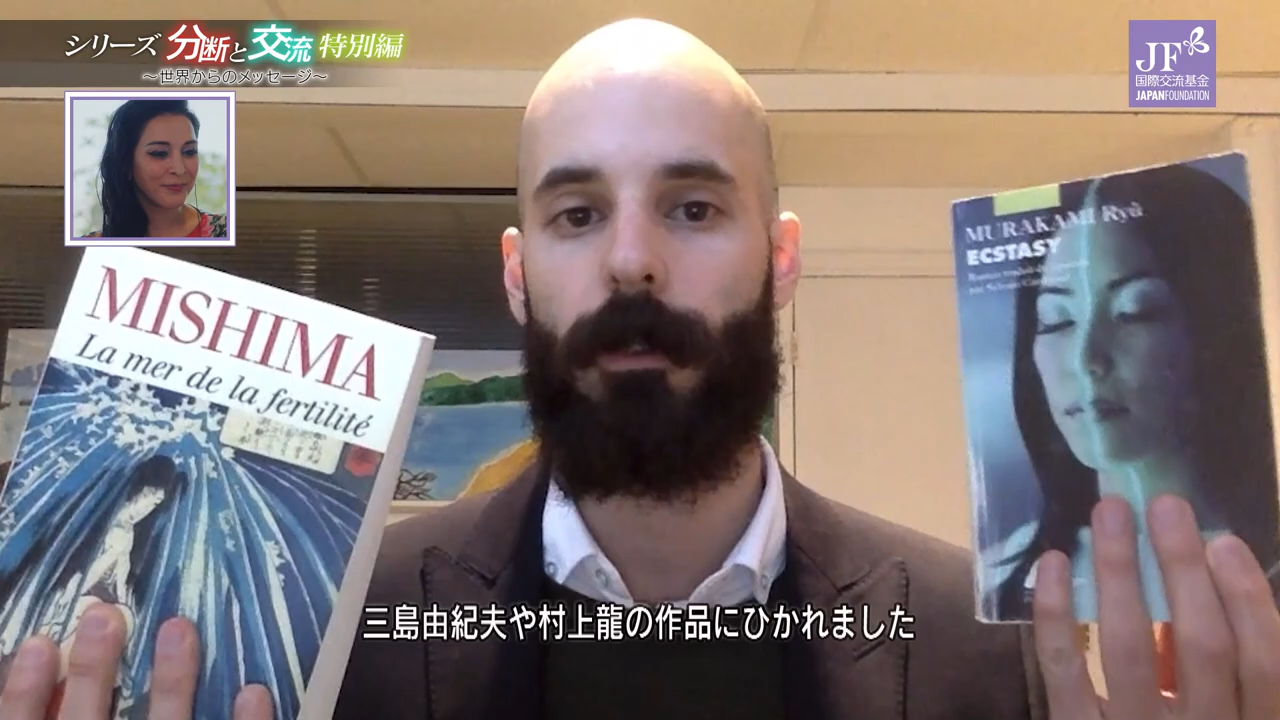 シリーズ 分断と交流 特別編
～世界からのメッセージ～
JF
国際交流基金
JAPANFOUNDATION
MISHIMA
La mer de la fertilité
MURAKAMI Ryû
ECSTASY
三島由紀夫や村上龍の作品にひかれました